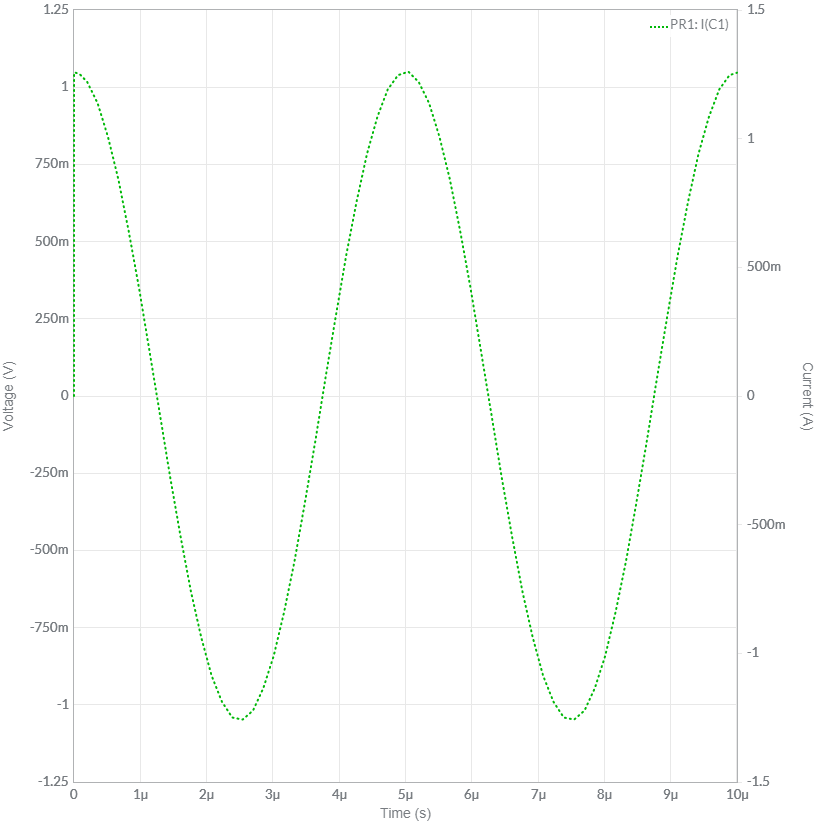 1.25
1
750m
500m
250m
0
-250m
-500m
-750m
-1
-1.25
Voltage (V)
PR1: I(C1)
1.5
1
500m
0
-500m
-1
-1.5
Current (A)
0
1µ
2µ
3µ
4µ
5µ
6µ
7µ
8µ
9µ
10µ
Time (s)